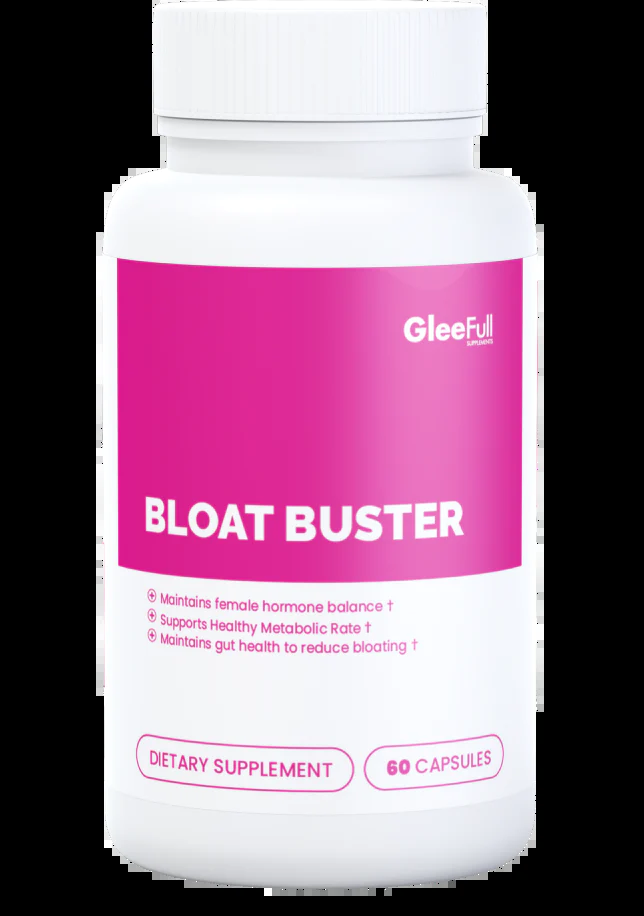 GleeFull
SUPPLEMENTS
BLOAT BUSTER
Maintains female hormone balance †
Supports Healthy Metabolic Rate †
Maintains gut health to reduce bloating †
DIETARY SUPPLEMENT
60 CAPSULES